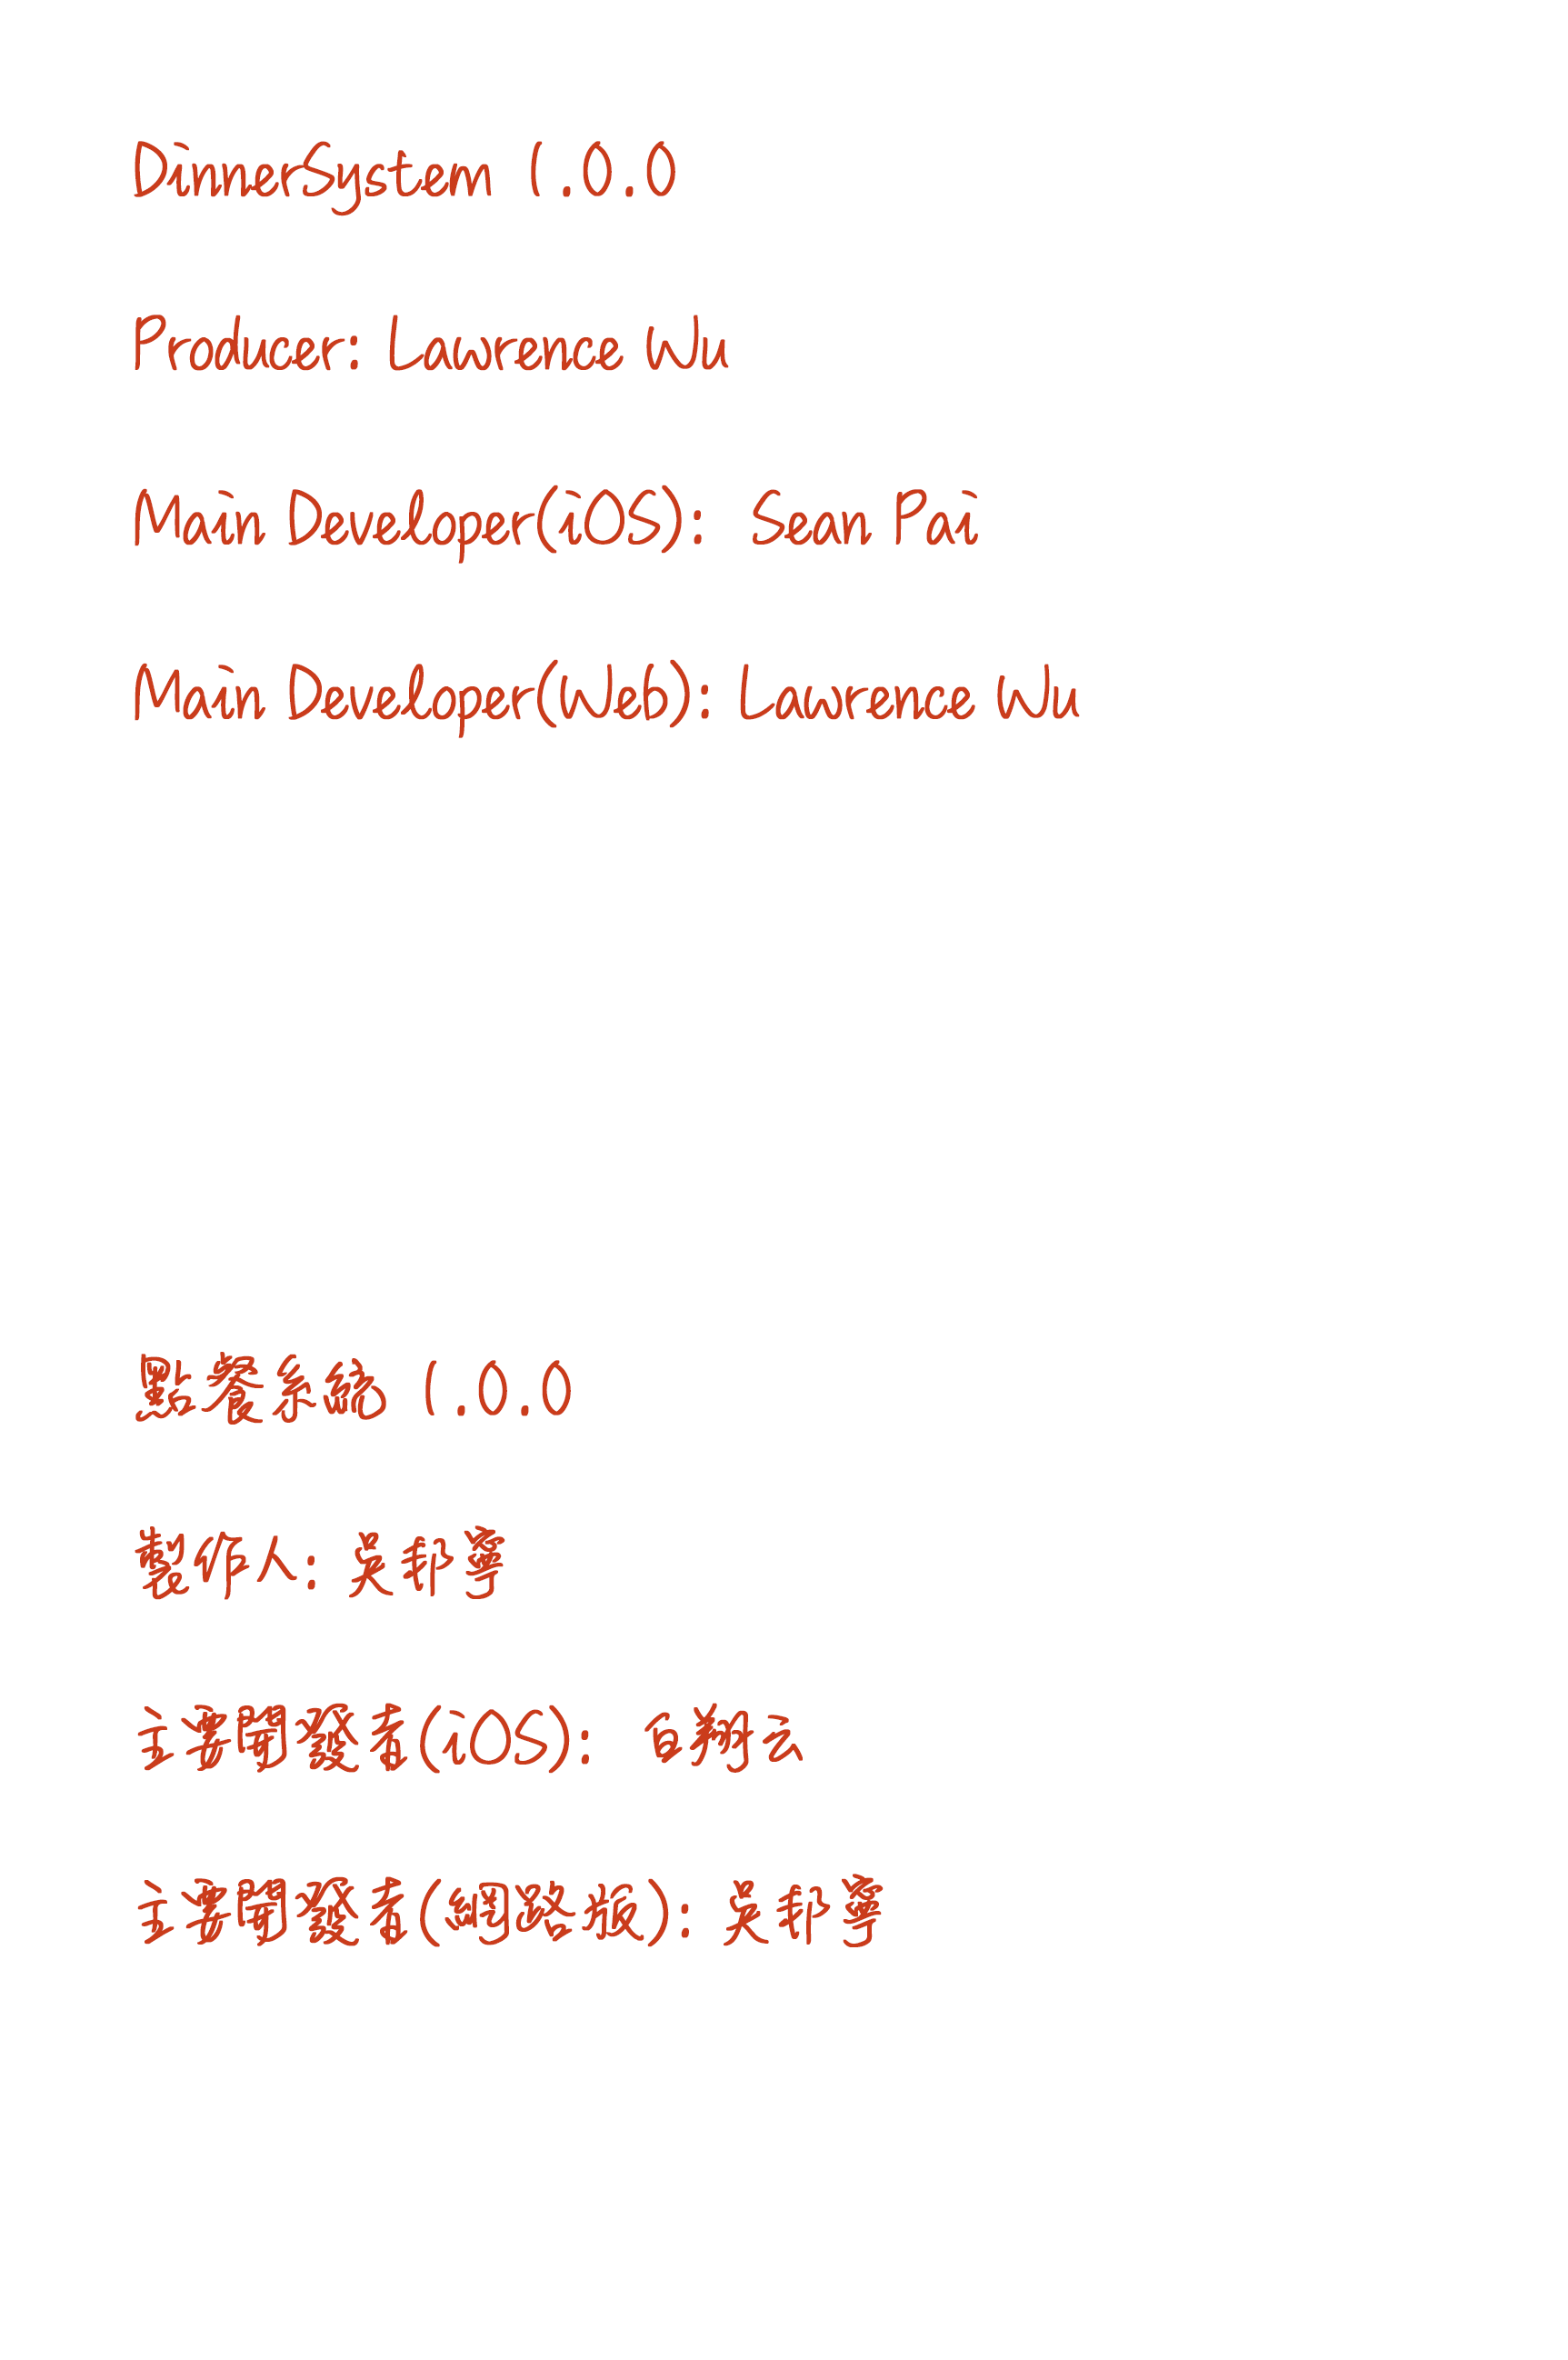 DinnerSystem 1.0.0
Producer: Lawrence Wu
Main Developer(iOS): Sean Pai
Main Developer(Web): Lawrence Wu
點餐系統 1.0.0
製作人: 吳邦寧
主要開發者(iOS): 白翔云
主要開發者(網路版): 吳邦寧